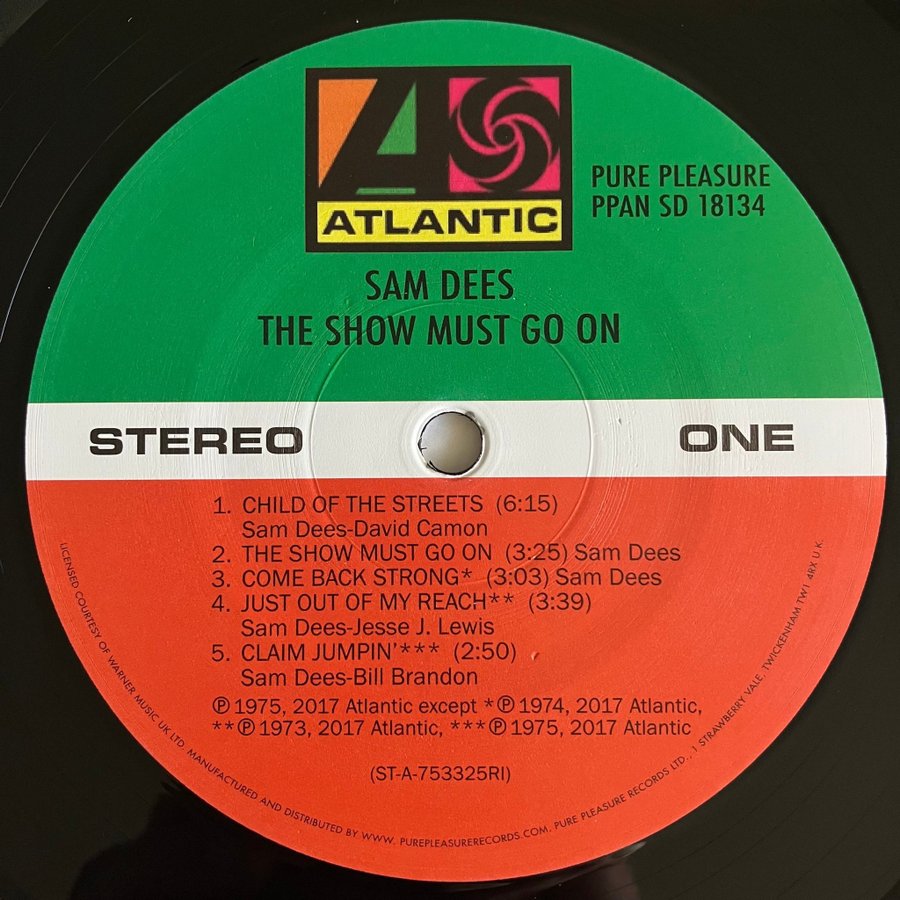 ATLANTIC
PURE PLEASURE
PPAN SD 18134
SAM DEES
THE SHOW MUST GO ON
STEREO
ONE
1. CHILD OF THE STREETS (6:15)
Sam Dees-David Camon
2. THE SHOW MUST GO ON (3:25) Sam Dees
3. COME BACK STRONG* (3:03) Sam Dees
4. JUST OUT OF MY REACH** (3:39)
Sam Dees-Jesse J. Lewis
5. CLAIM JUMPIN'*** (2:50)
Sam Dees-Bill Brandon
℗ 1975, 2017 Atlantic except *℗ 1974, 2017 Atlantic,
**℗ 1973, 2017 Atlantic, ***℗ 1975, 2017 Atlantic
(ST-A-753325RI)
LICENSED COURTESY OF WARNER MUSIC UK LTD. MANUFACTURED AND DISTRIBUTED BY WWW. PUREPLEASURERECORDS.COM. PURE PLEASURE RECORDS LTD., 1 STRAWBERRY VALE, TWICKENHAM TW1 4RX U.K.